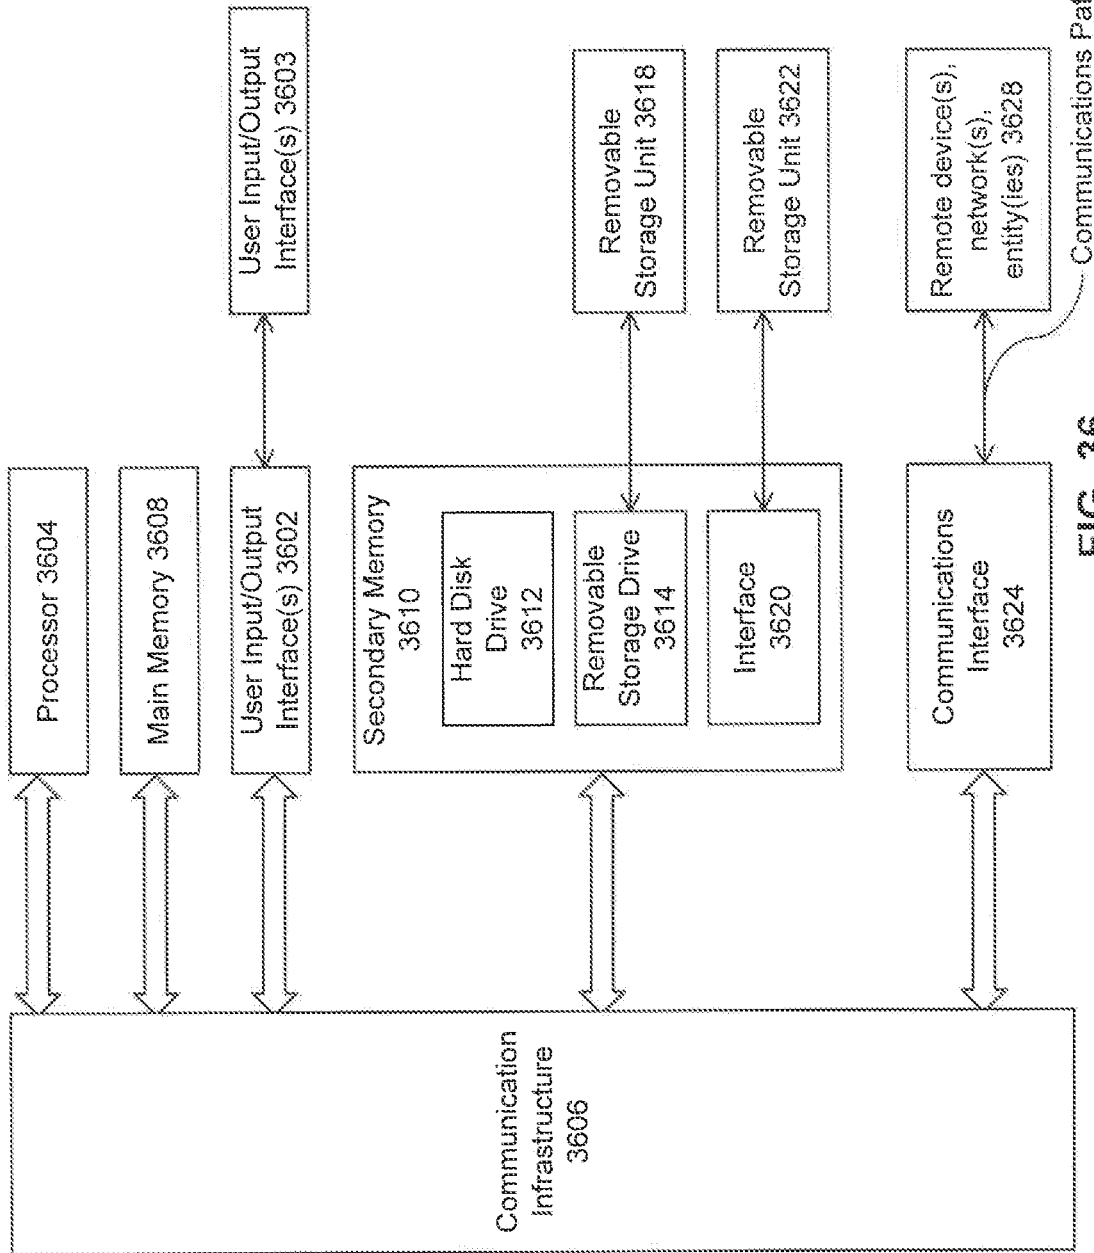 Processor 3604
Main Memory 3608
User Input/Output
Interface(s) 3602
User Input/Output
Interface(s) 3603
Secondary Memory
3610
Hard Disk
Drive
3612
Removable
Storage Drive
3614
Removable
Storage Unit 3618
Interface
3620
Removable
Storage Unit 3622
Communications
Interface
3624
Remote device(s),
network(s),
entity(ies) 3628
Communication
Infrastructure
3606
Communications